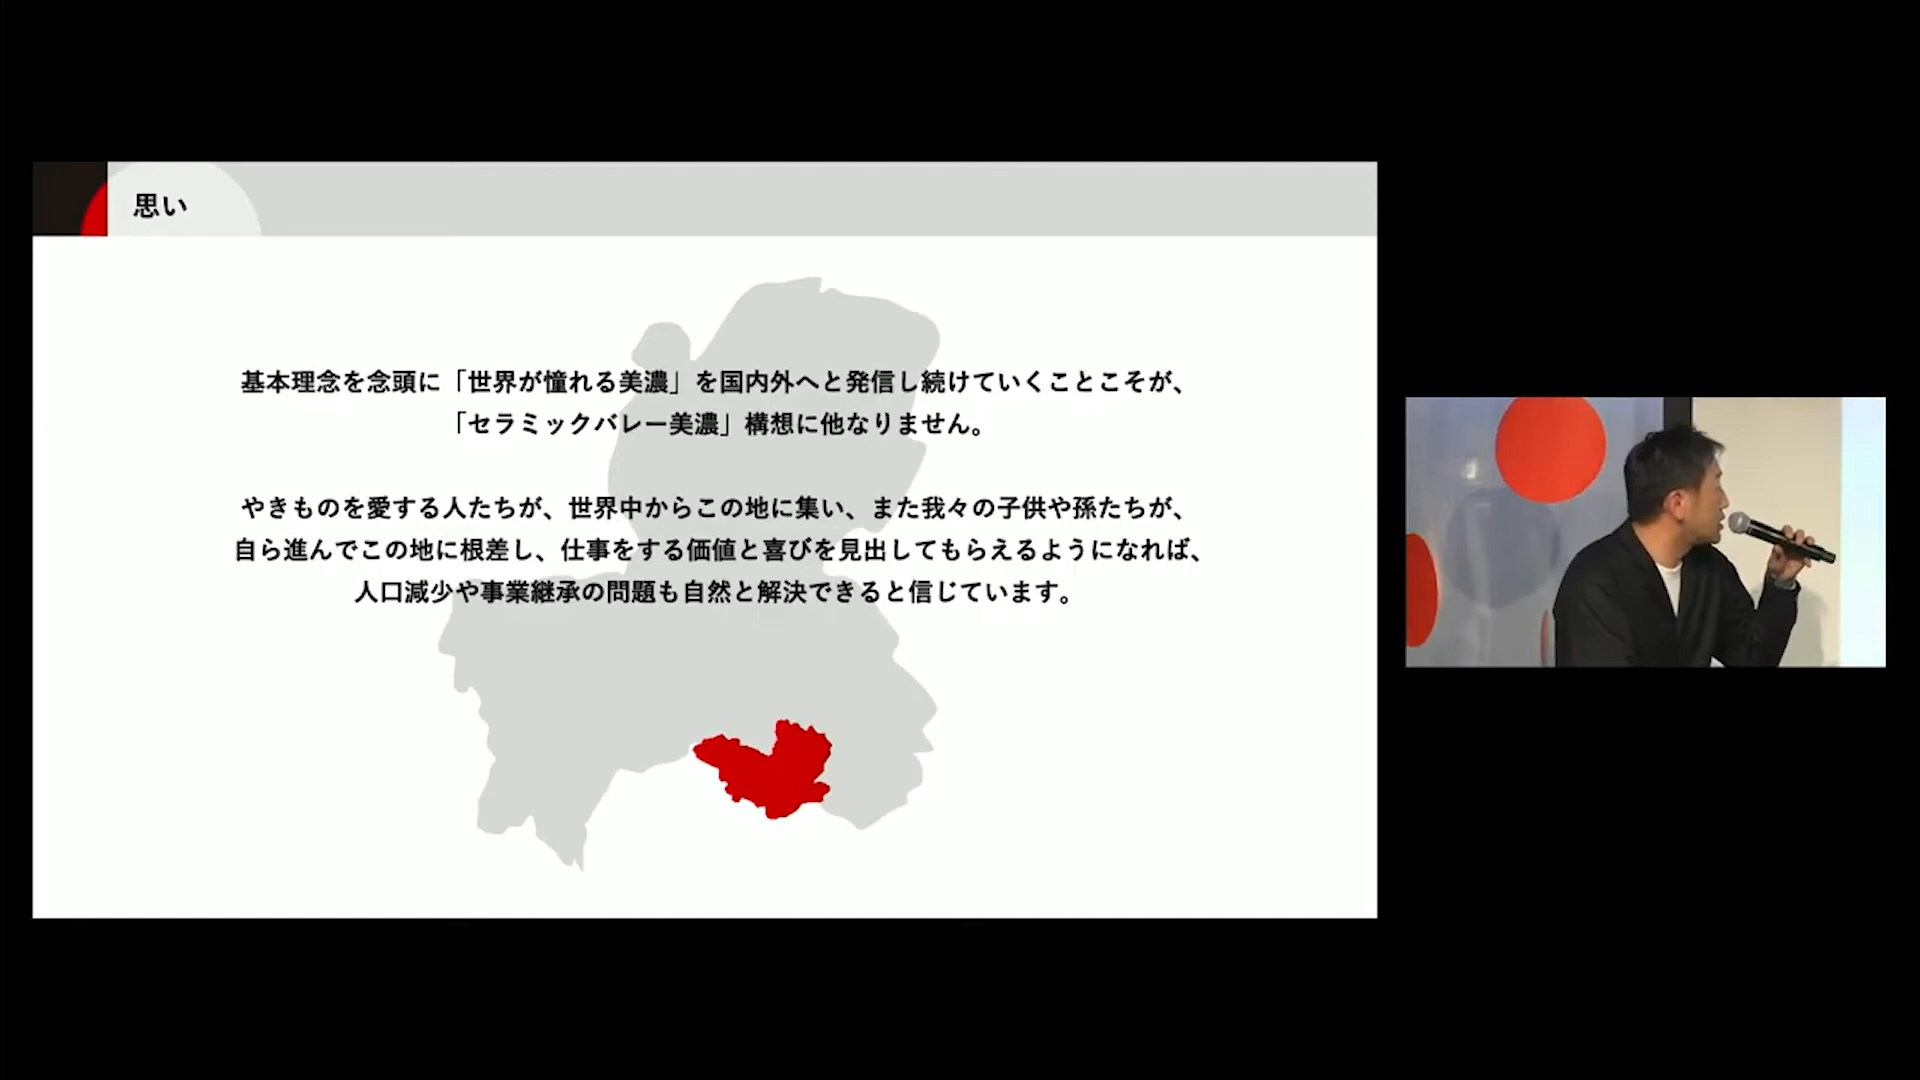 思い
基本理念を念頭に「世界が憧れる美濃」を国内外へと発信し続けていくことこそが、
「セラミックバレー美濃」構想に他なりません。
やきものを愛する人たちが、世界中からこの地に集い、また我々の子供や孫たちが、
自ら進んでこの地に根差し、仕事をする価値と喜びを見出してもらえるようになれば、
人口減少や事業継承の問題も自然と解決できると信じています。